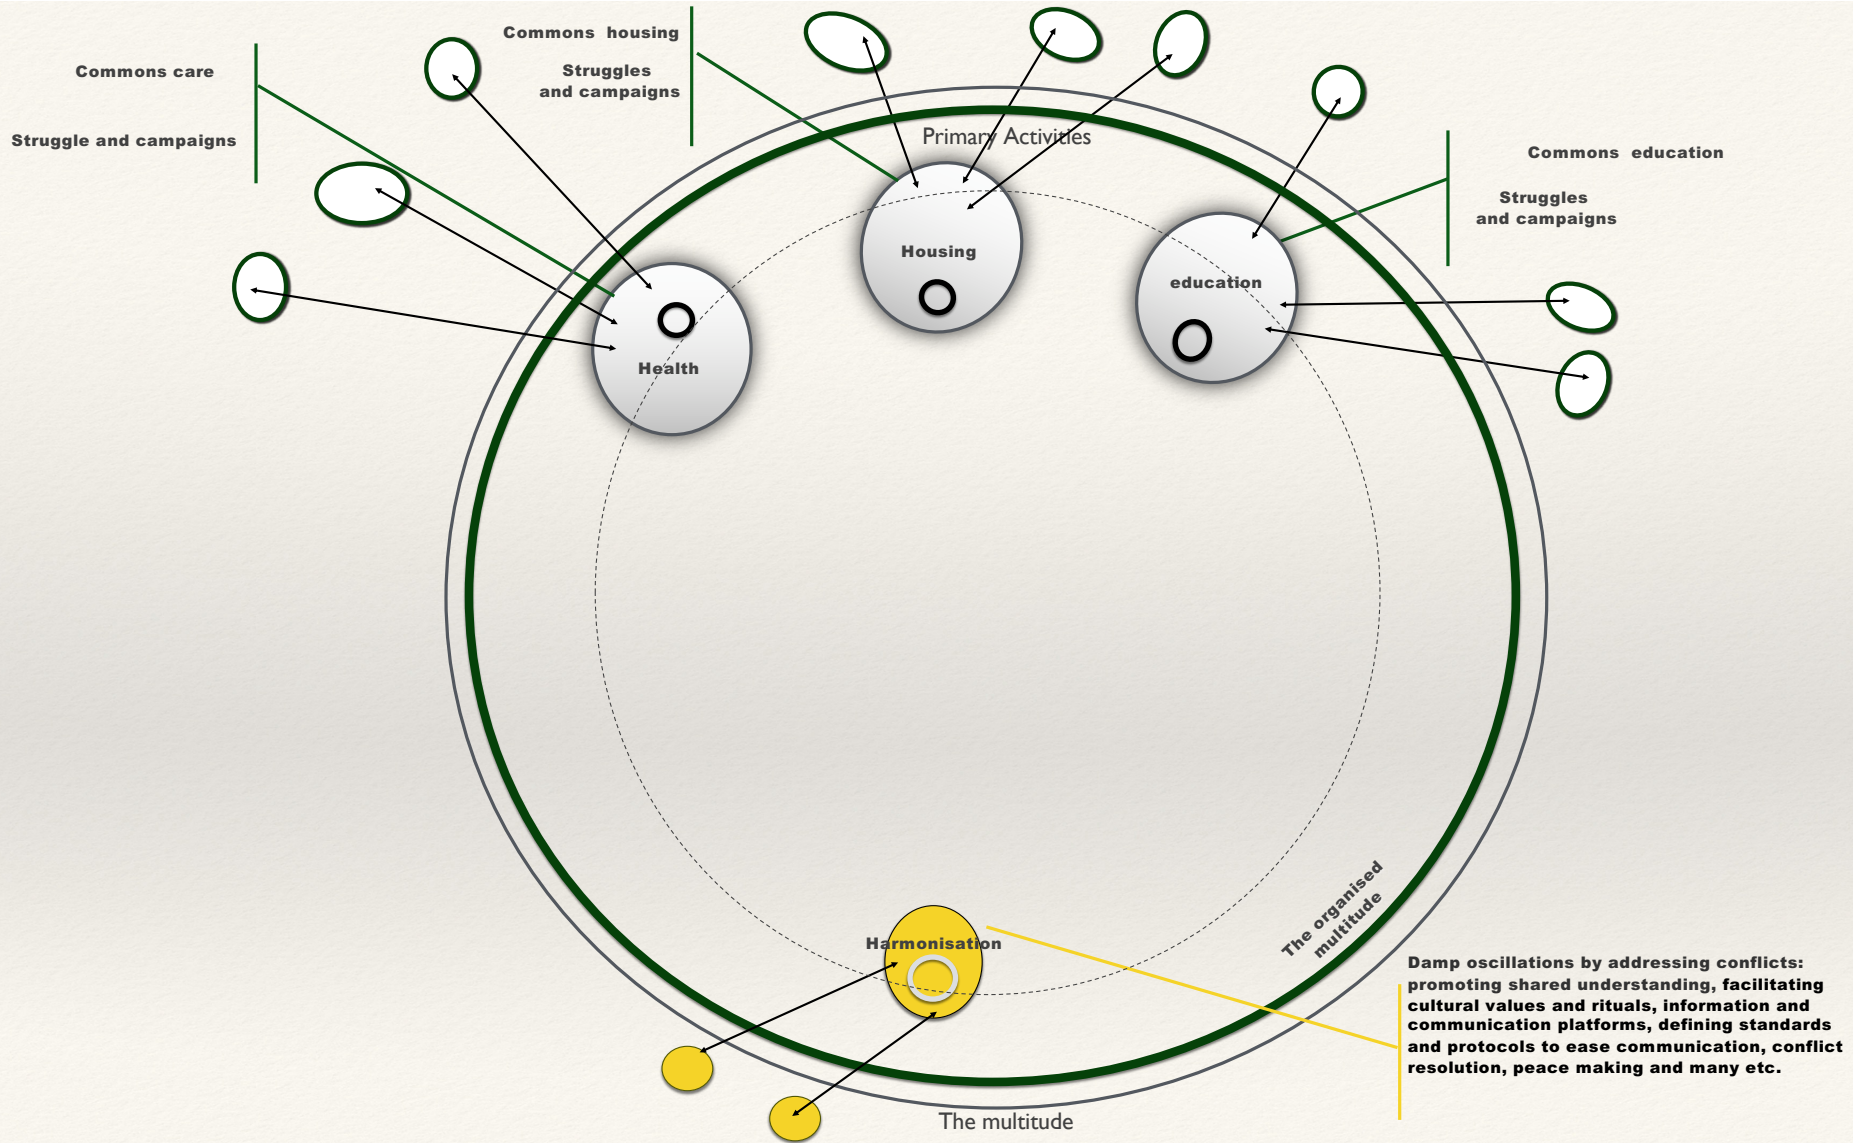 Commons care
Struggle and campaigns
Commons housing
Struggles
and campaigns
Primary Activities
Commons education
Struggles
and campaigns
Housing
education
Health
Harmonisation
The organised
multitude
Damp oscillations by addressing conflicts:
promoting shared understanding, facilitating
cultural values and rituals, information and
communication platforms, defining standards
and protocols to ease communication, conflict
resolution, peace making and many etc.
The multitude